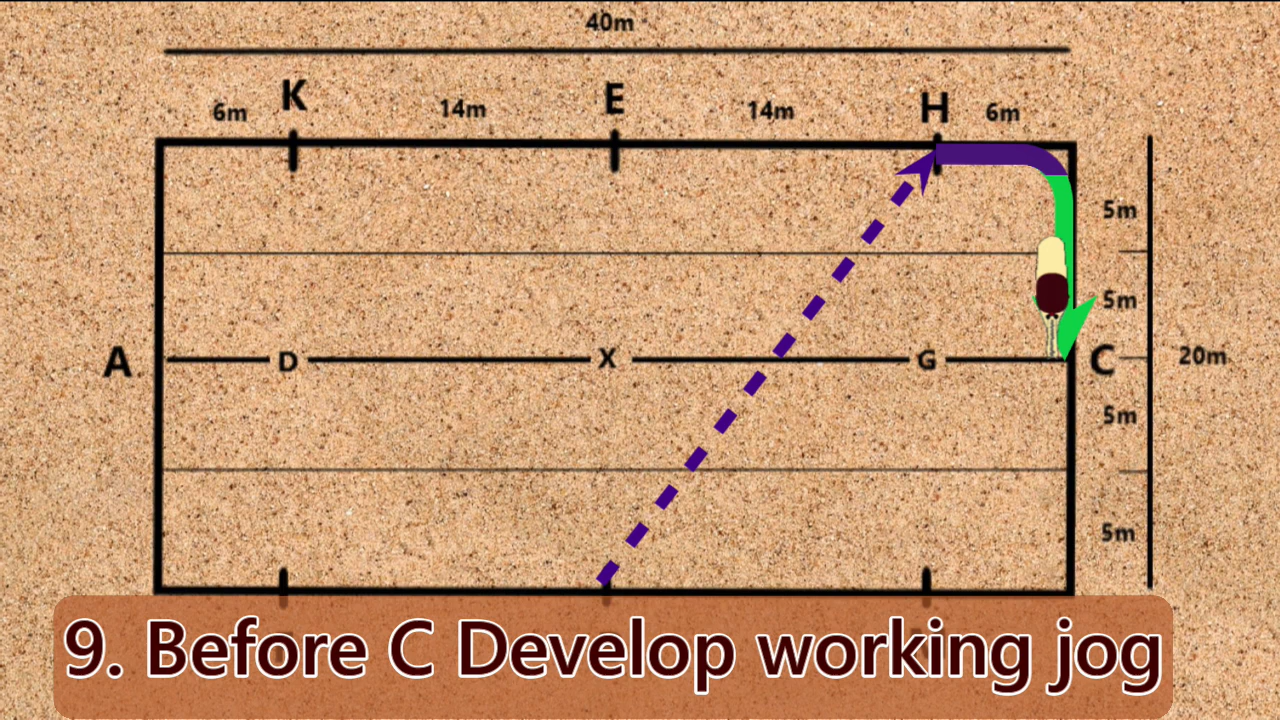 40m
K E H
6m 14m 14m 6m
5m
5m
A D X G C 20m
5m
5m
9. Before C Develop working jog